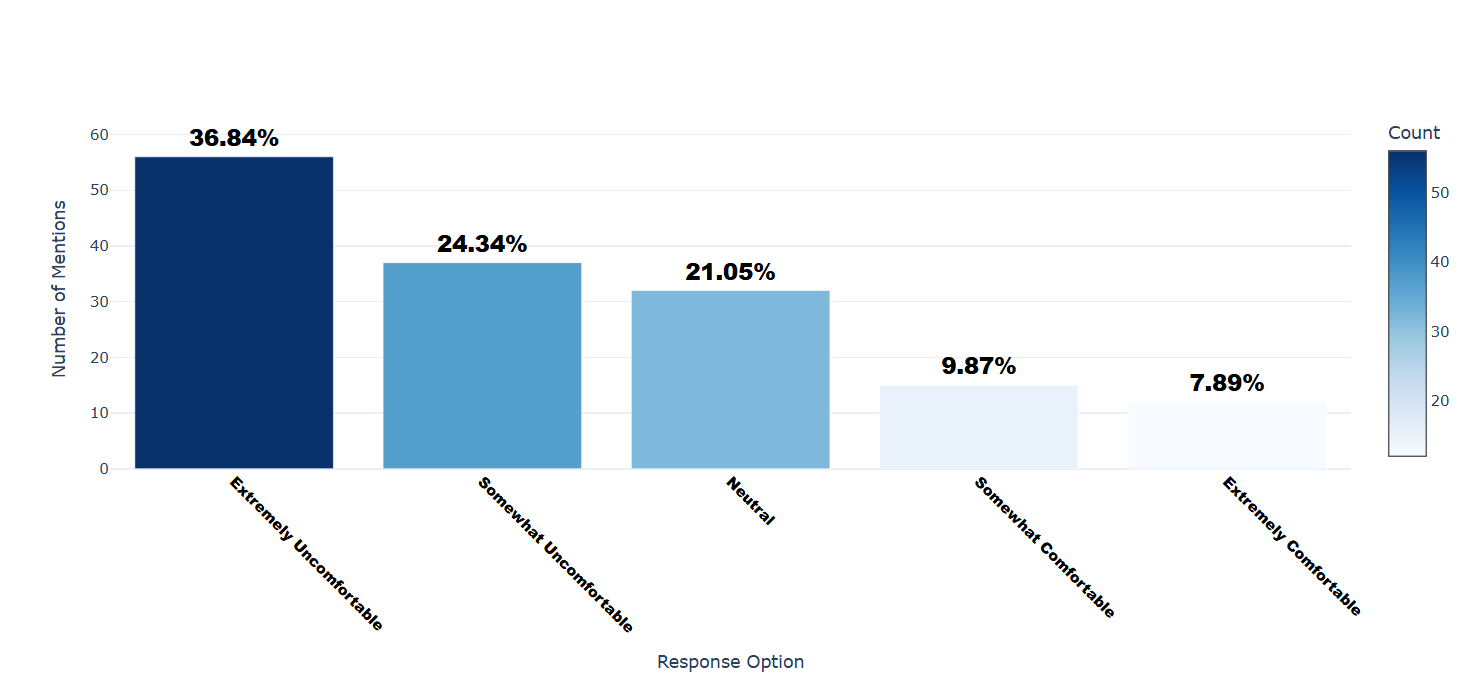 Count
60
50
40
30
20
10
0
Number of Mentions
36.84%
24.34%
21.05%
9.87%
7.89%
Extremely Uncomfortable
Somewhat Uncomfortable
Neutral
Somewhat Comfortable
Extremely Comfortable
Response Option
50
40
30
20